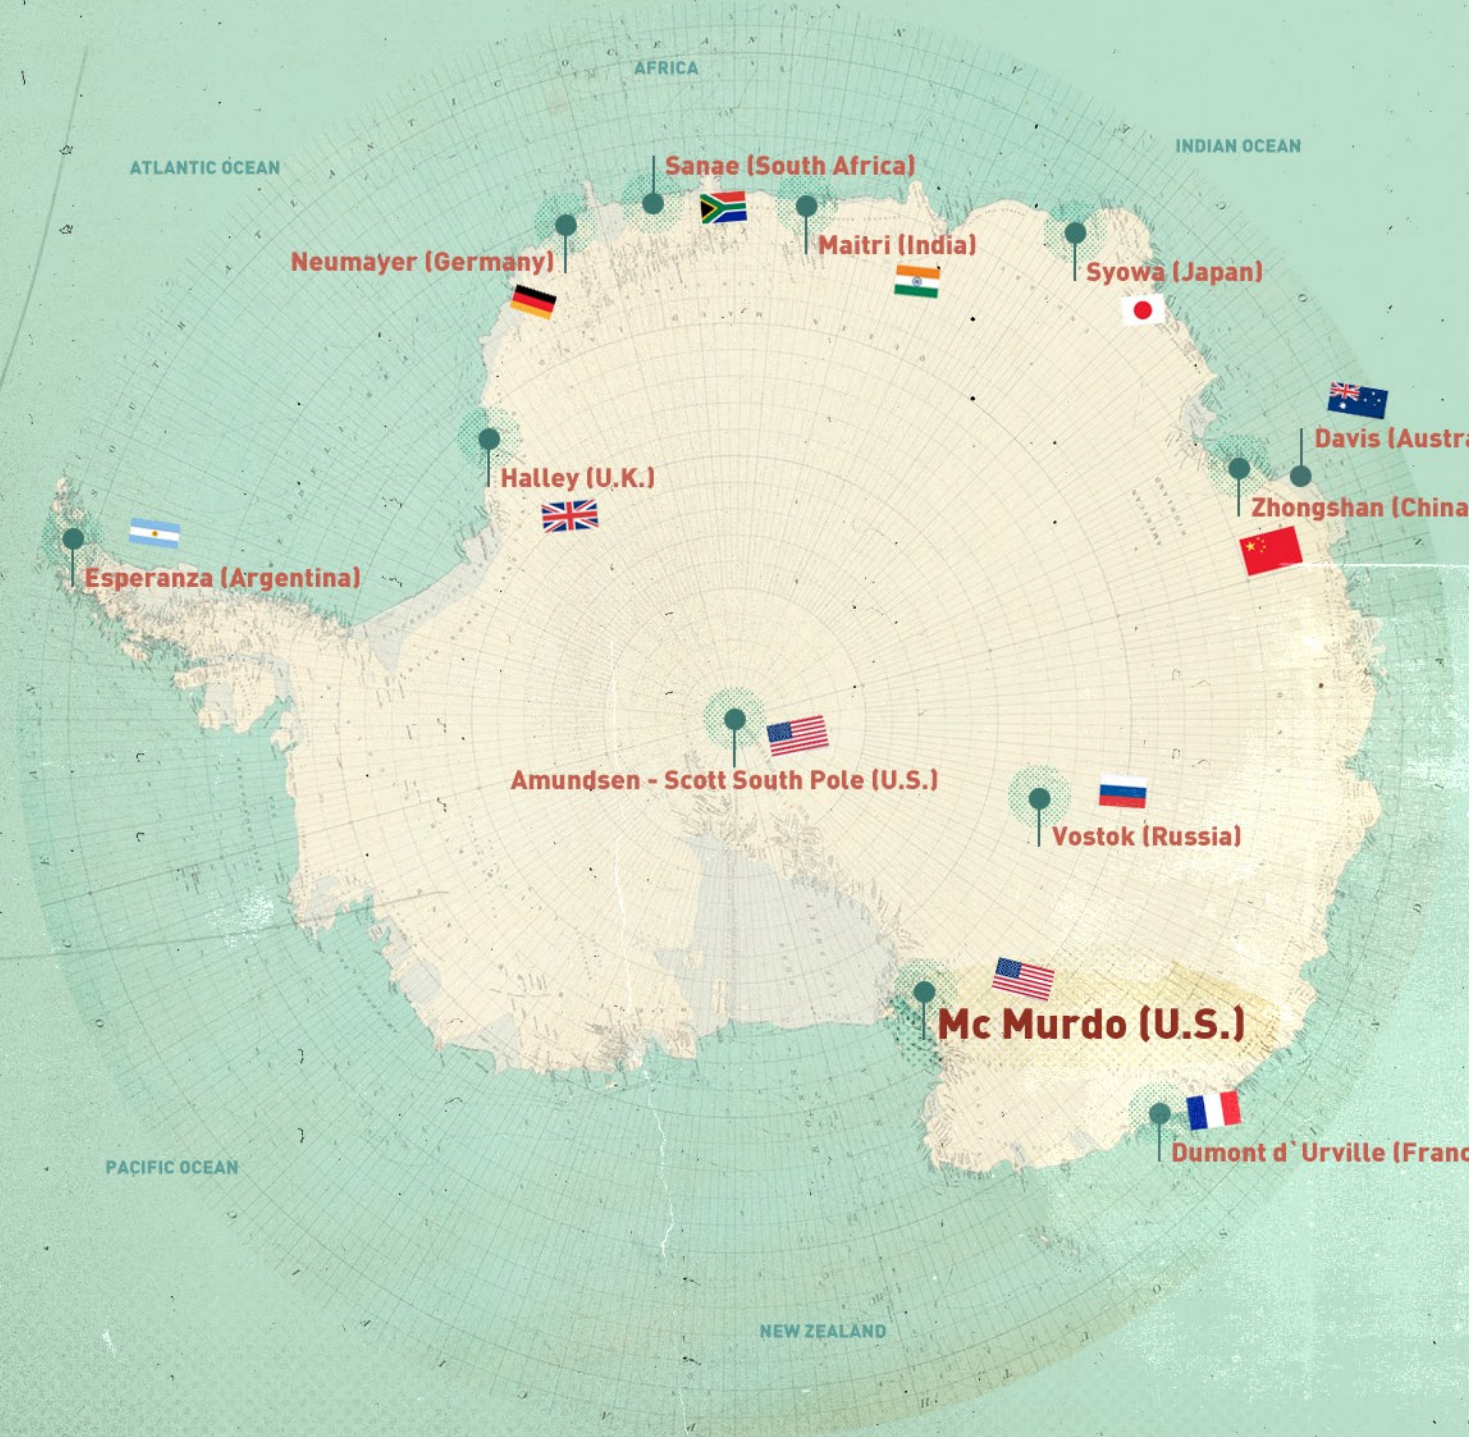 AFRICA
INDIAN OCEAN
ATLANTIC OCEAN
Sanae (South Africa)
Neumayer (Germany)
Maitri (India)
Syowa (Japan)
Davis (Austra
Halley (U.K.)
Zhongshan (China
Esperanza (Argentina)
Amundsen - Scott South Pole (U.S.)
Vostok (Russia)
Mc Murdo (U.S.)
Dumont d`Urville (Franc
PACIFIC OCEAN
NEW ZEALAND